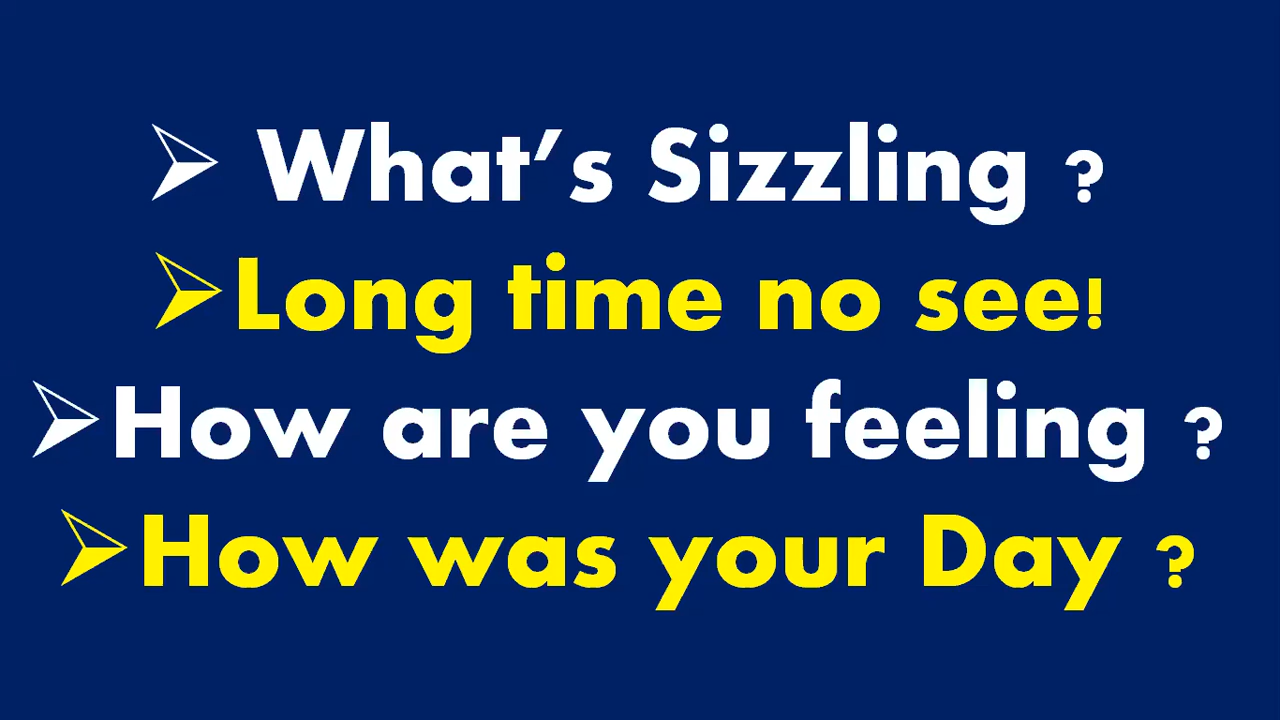 ➢ What’s Sizzling ?
➢Long time no see!
➢How are you feeling ?
➢How was your Day ?